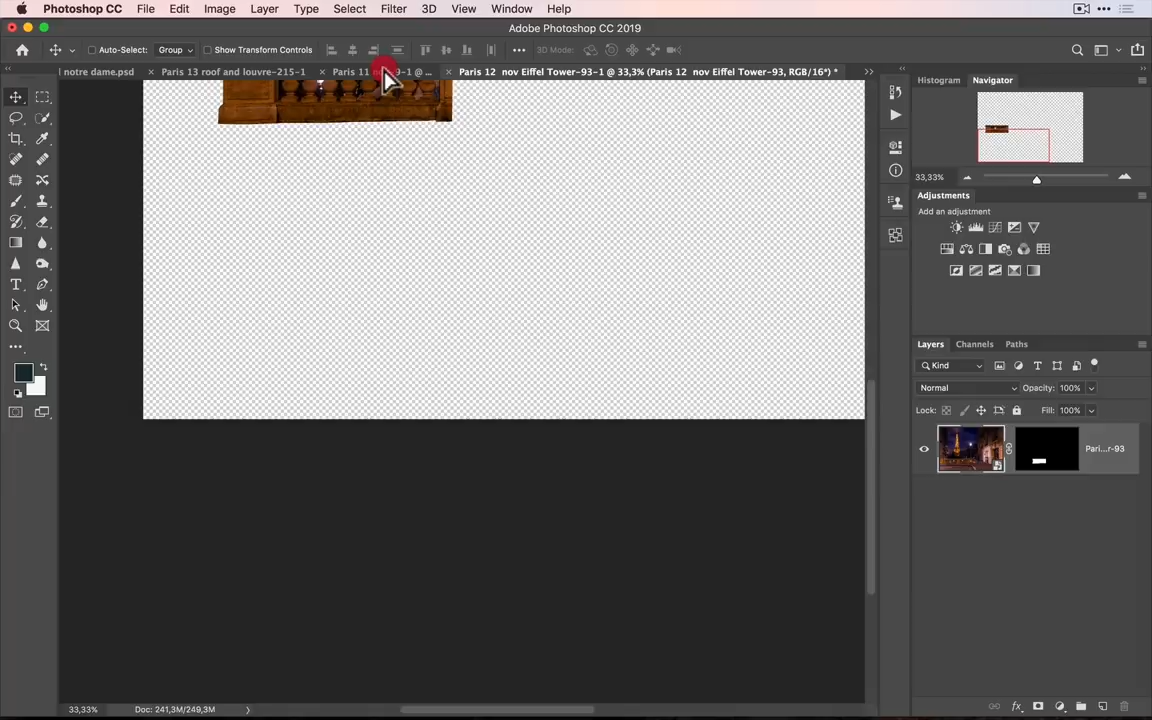 Photoshop CC File Edit Image Layer Type Select Filter 3D View Window Help
Adobe Photoshop CC 2019
Auto-Select: Group Show Transform Controls 3D Mode:
notre dame.psd Paris 13 roof and louvre-215-1 Paris 11 9-1 @ ... Paris 12 nov Eiffel Tower-93-1 @ 33,3% (Paris 12 nov Eiffel Tower-93, RGB/16*) *
Histogram Navigator
33,33%
Adjustments
Add an adjustment
Layers Channels Paths
Kind
Normal Opacity: 100%
Lock: Fill: 100%
Pari...r-93
33,33% Doc: 241,3M/249,3M